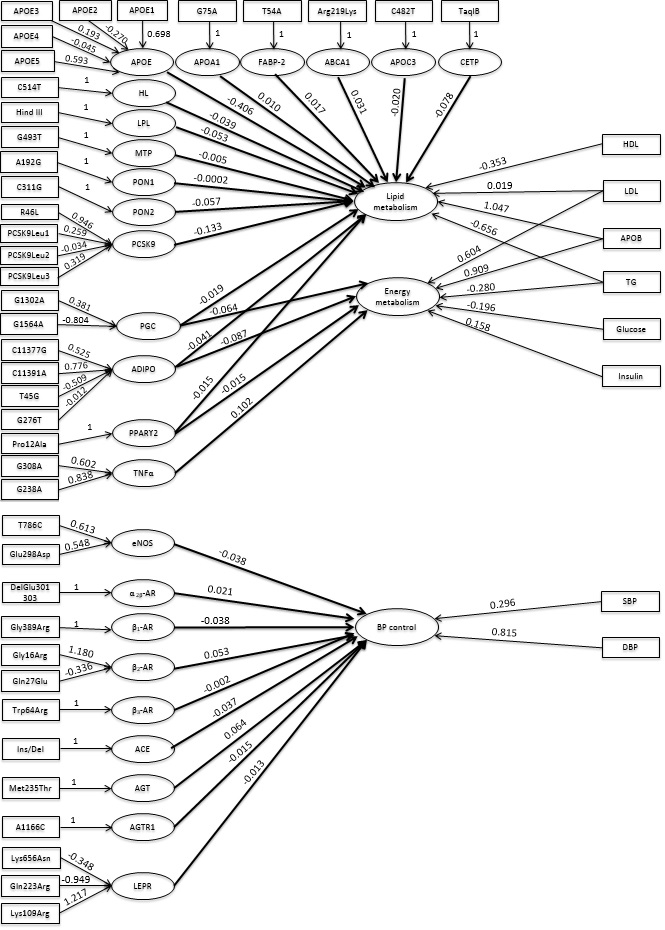 APOE3 APOE2 APOE1 G75A T54A Arg219Lys C482T TaqIB
0.193 -0.270 0.698 1 1 1 1 1
APOE4
-0.045
APOE5 0.593 APOE APOA1 FABP-2 ABCA1 APOC3 CETP
C514T 1 HL -0.406 0.010 0.017 0.031 -0.020 -0.078
-0.039
Hind III 1 LPL
-0.053
G493T 1 MTP HDL
-0.005
A192G PON1 -0.353
-0.0002
C311G 1 0.019 LDL
R46L PON2 -0.057 Lipid metabolism 1.047
0.946
PCSK9Leu1 0.259 -0.656
PCSK9Leu2 -0.034 PCSK9 -0.133 APOB
PCSK9Leu3 0.319 0.604
0.909 TG
G1302A 0.381 -0.019 Energy metabolism -0.280
-0.064 -0.196
G1564A -0.804 PGC 0.158 Glucose
-0.041 -0.087
C11377G 0.525
C11391A 0.776 ADIPO Insulin
T45G -0.509 -0.015 -0.015
-0.012
G276T 0.102
Pro12Ala 1 PPARY2
G308A 0.602 TNFα
G238A 0.838
T786C 0.613 eNOS
Glu298Asp 0.548 -0.038
DelGlu301 303 1 α2β-AR 0.021 0.296 SBP
Gly389Arg 1 β1-AR -0.038 BP control
Gly16Arg 1.180 0.815 DBP
β2-AR 0.053
Gln27Glu -0.336
-0.002
Trp64Arg 1 β3-AR
-0.037
Ins/Del 1 ACE 0.064
-0.015
Met235Thr 1 AGT -0.013
A1166C 1 AGTR1
Lys656Asn -0.348
Gln223Arg -0.949 LEPR
Lys109Arg 1.217